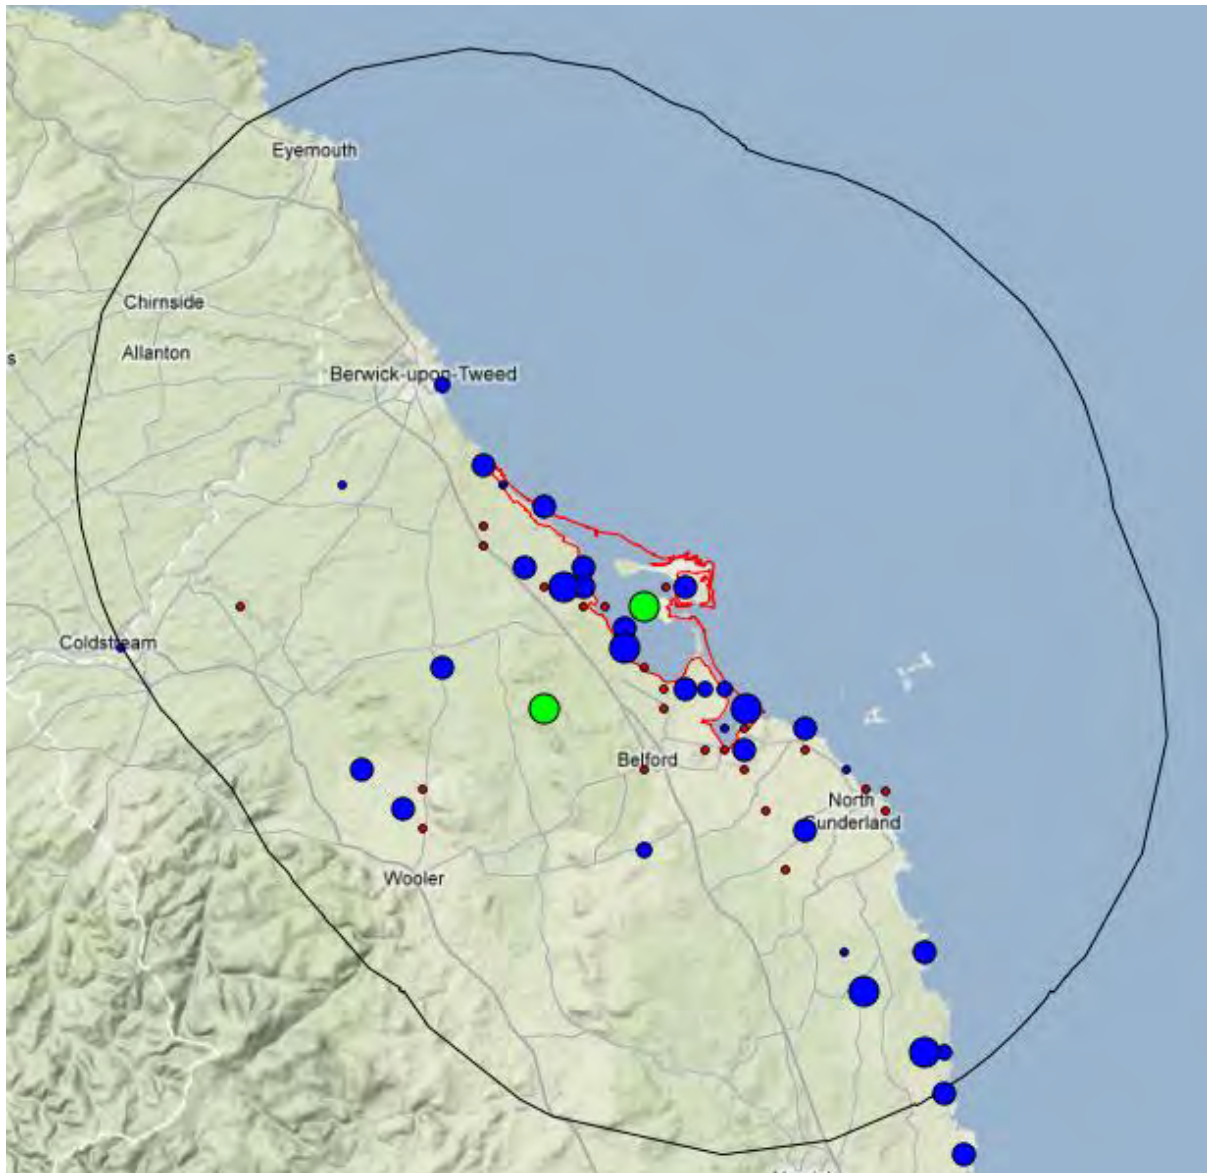 Eyemouth
Chirnside
Allanton
s
Berwick-upon-Tweed
Coldstream
Belford
North
Sunderland
Wooler